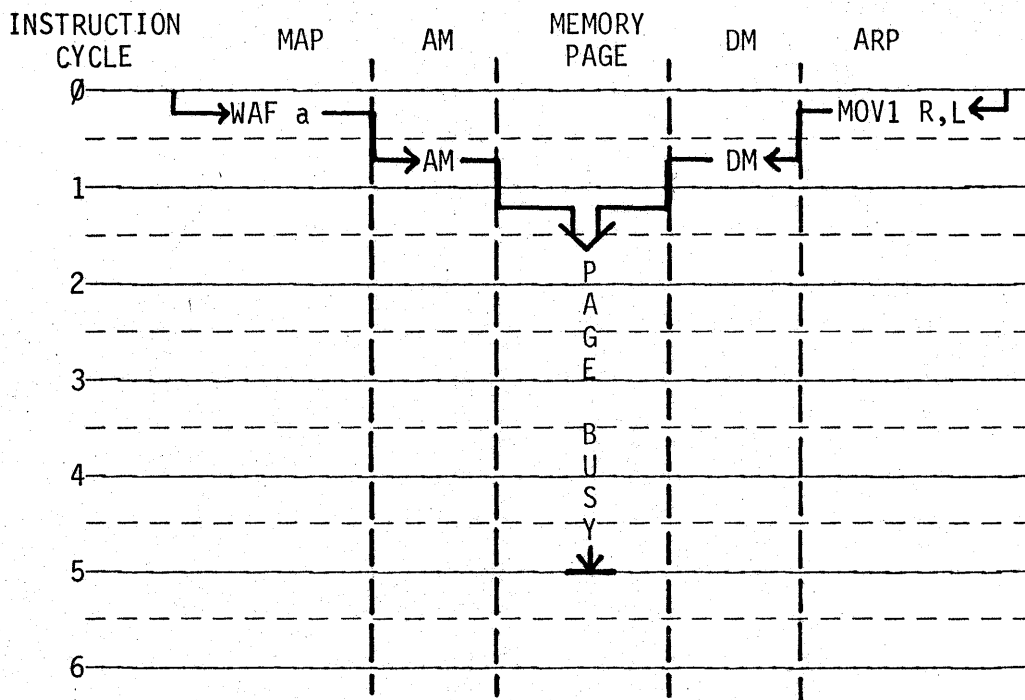 INSTRUCTION CYCLE
MAP
AM
MEMORY PAGE
DM
ARP
Ø
WAF a
MOV1 R,L
AM
DM
1
2
P
A
G
E
3
B
U
4
S
Y
5
6